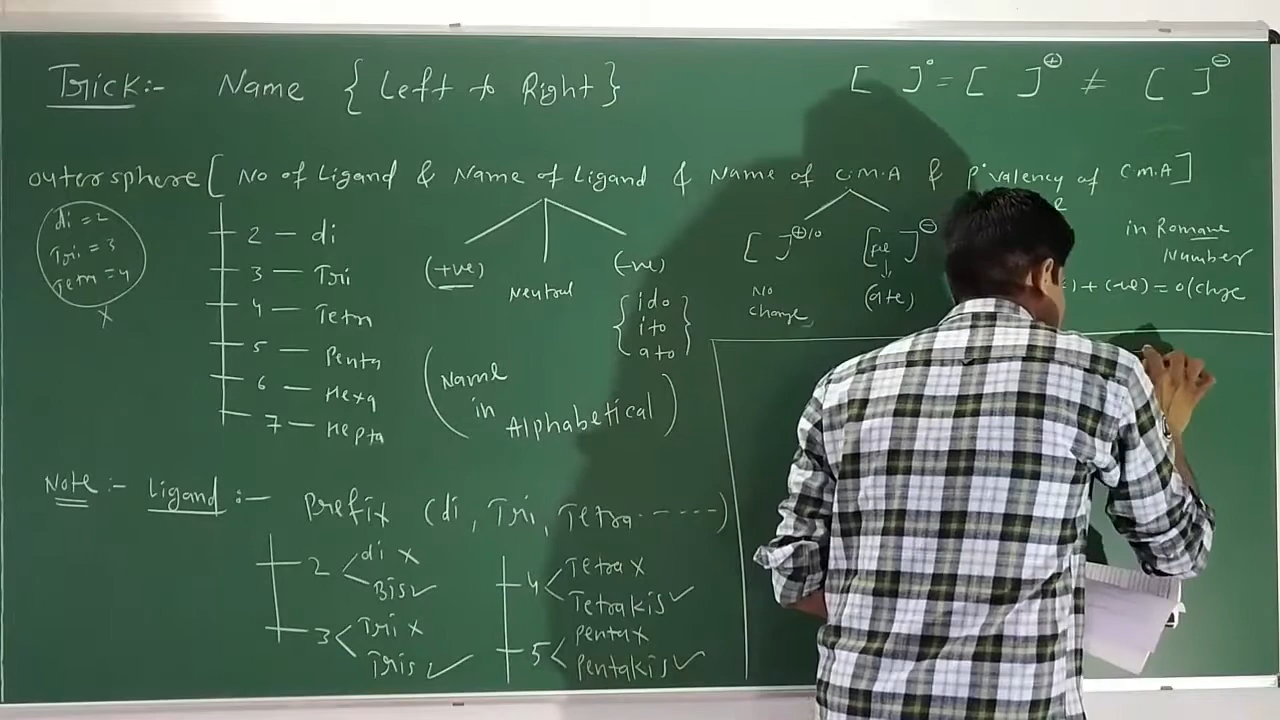 Trick:- Name { Left to Right }
[ ]° = [ ]⊕ ≠ [ ]⊖
outersphere [ No of Ligand & Name of Ligand & Name of C.M.A & P'valency of C.M.A ]
di = 2
Tri = 3
Tetra = 4
X
2 — di
3 — Tri
4 — Tetra
5 — Penta
6 — Hexa
7 — Hepta
(+ve)
Neutral
(-ve)
{ ido
ito
ato }
( Name
in
Alphabetical )
[ ]⊕/0
No
change
[ ]⊖
↓
(ate)
in Romane
Number
+ (-ve) = 0/
Note:- Ligand:- Prefix (di, Tri, Tetra-----)
2 < di X
Bis ✓
3 < Tri X
Tris ✓
4 < Tetra X
Tetrakis ✓
5 < Penta X
Pentakis ✓